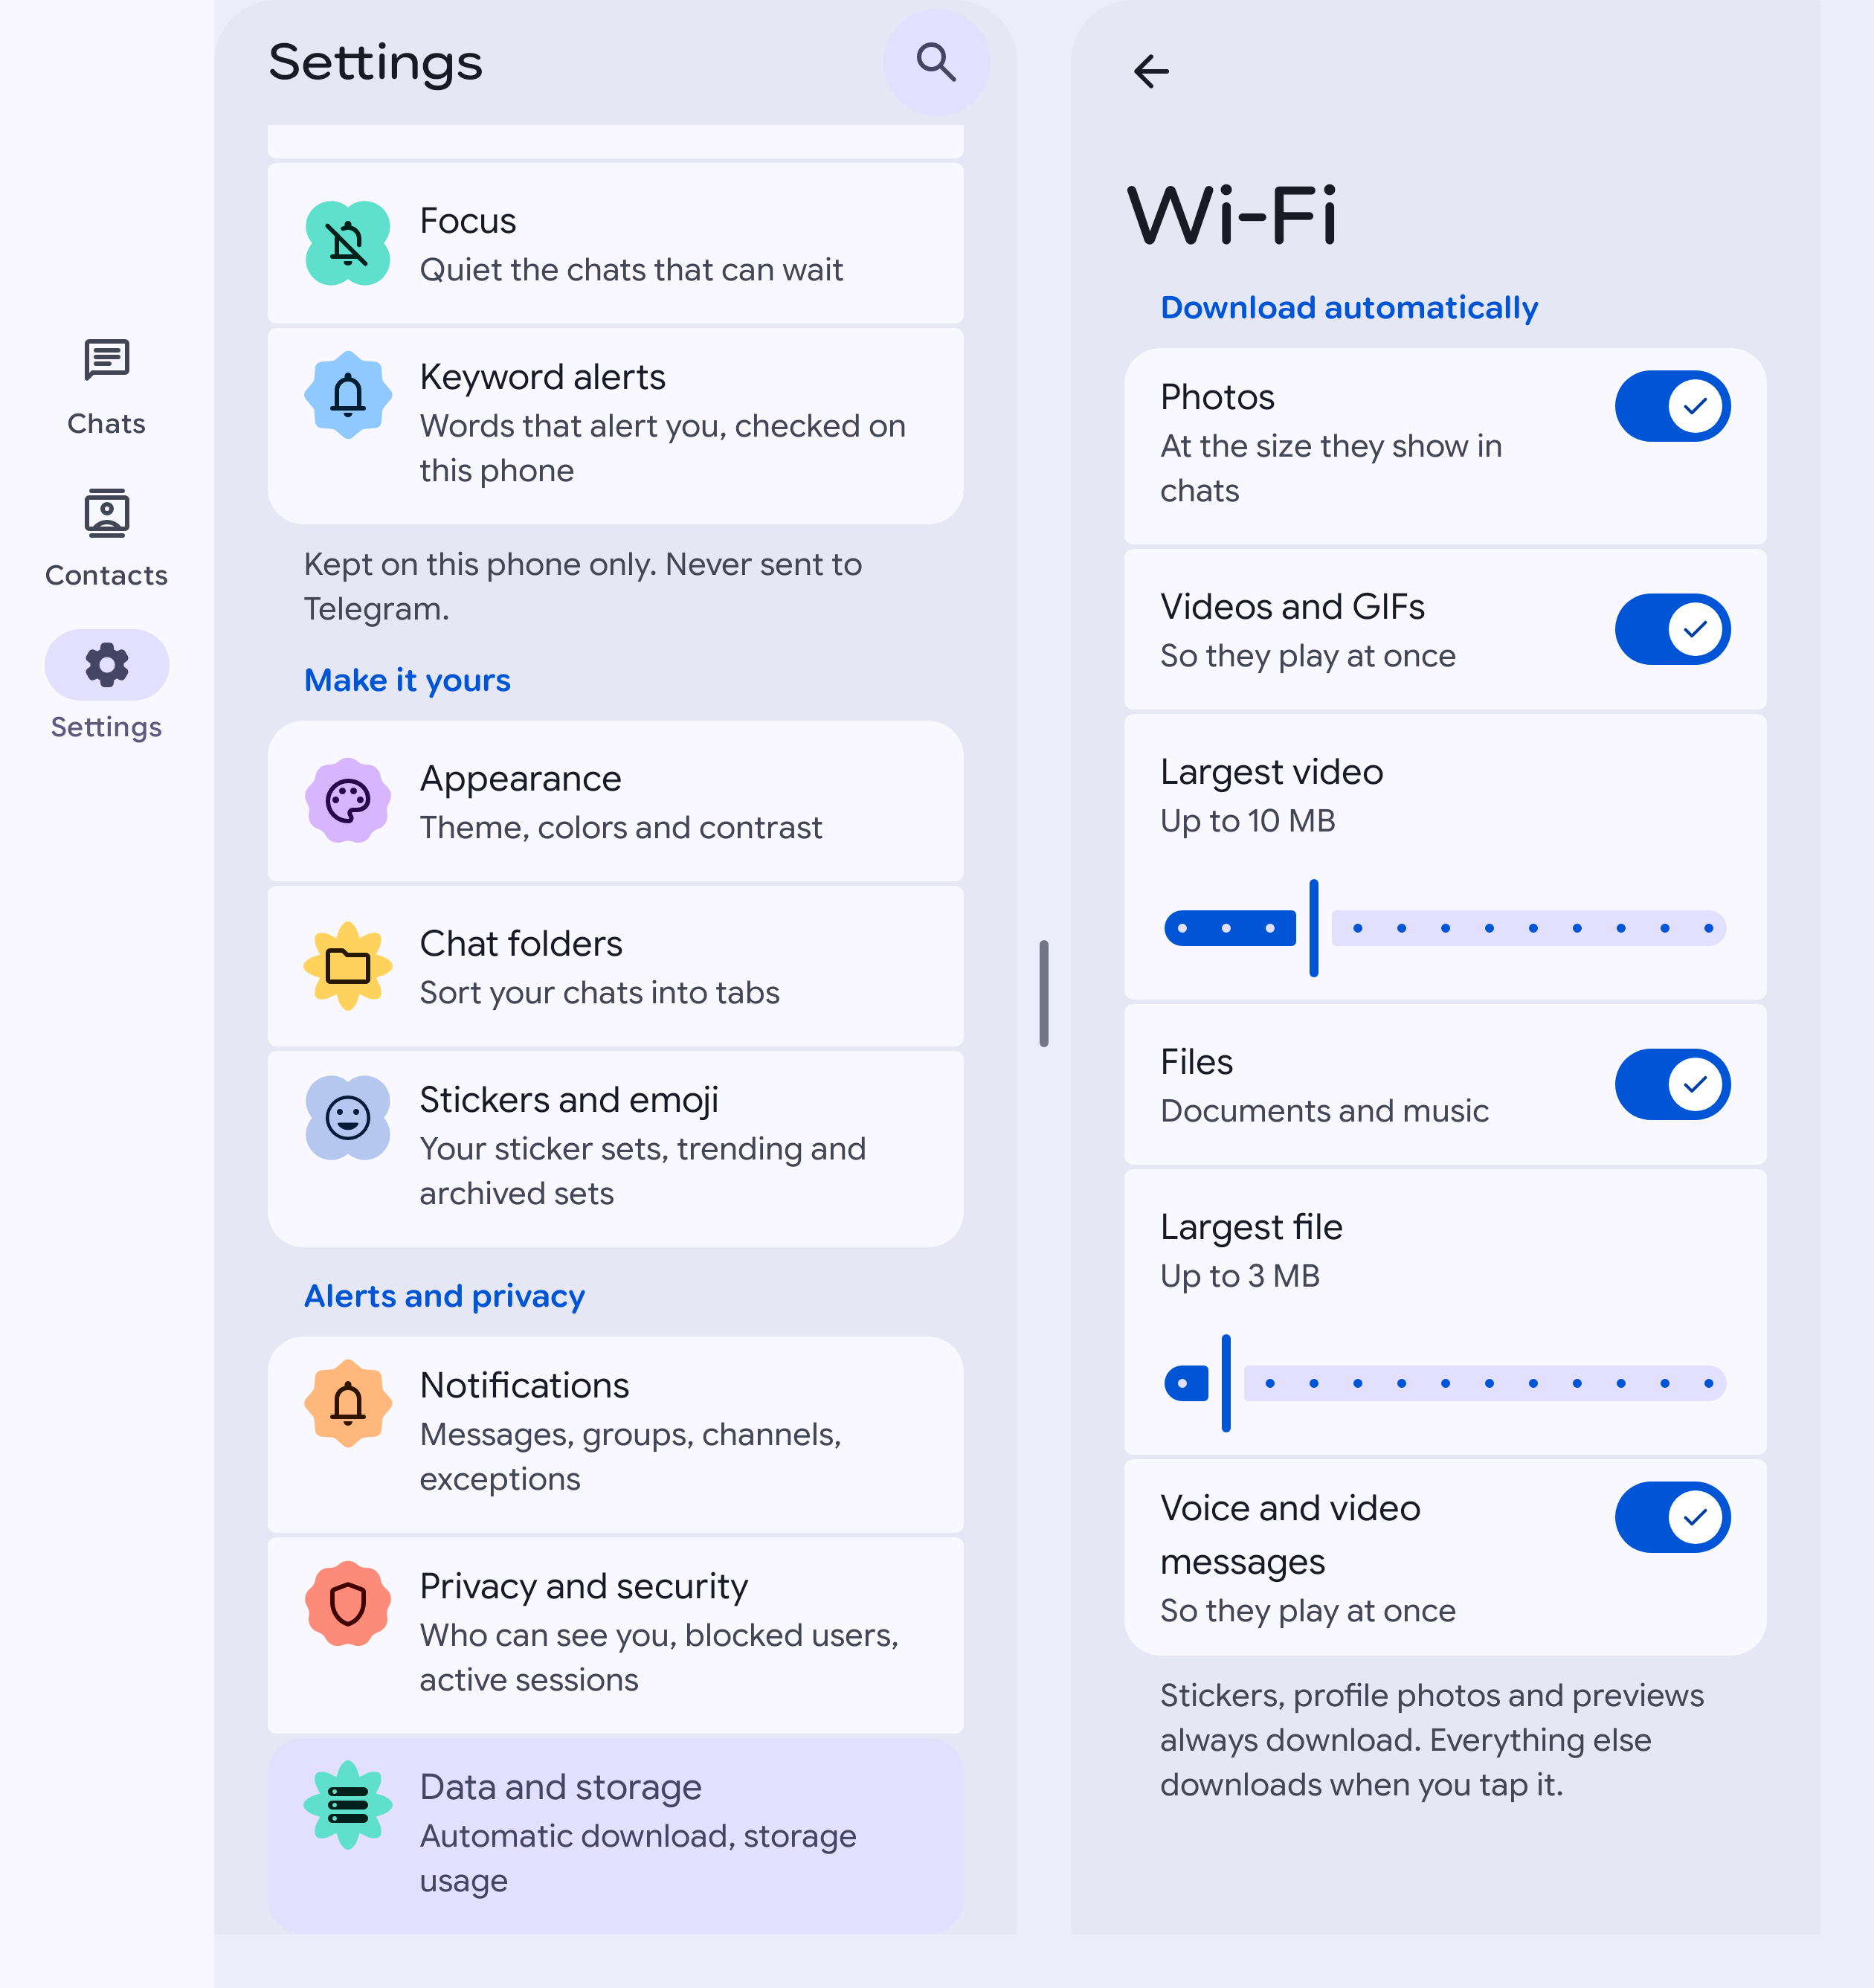 Chats
Contacts
Settings
Settings
Focus
Quiet the chats that can wait
Keyword alerts
Words that alert you, checked on
this phone
Kept on this phone only. Never sent to
Telegram.
Make it yours
Appearance
Theme, colors and contrast
Chat folders
Sort your chats into tabs
Stickers and emoji
Your sticker sets, trending and
archived sets
Alerts and privacy
Notifications
Messages, groups, channels,
exceptions
Privacy and security
Who can see you, blocked users,
active sessions
Data and storage
Automatic download, storage
usage
Wi-Fi
Download automatically
Photos
At the size they show in
chats
Videos and GIFs
So they play at once
Largest video
Up to 10 MB
Files
Documents and music
Largest file
Up to 3 MB
Voice and video
messages
So they play at once
Stickers, profile photos and previews
always download. Everything else
downloads when you tap it.